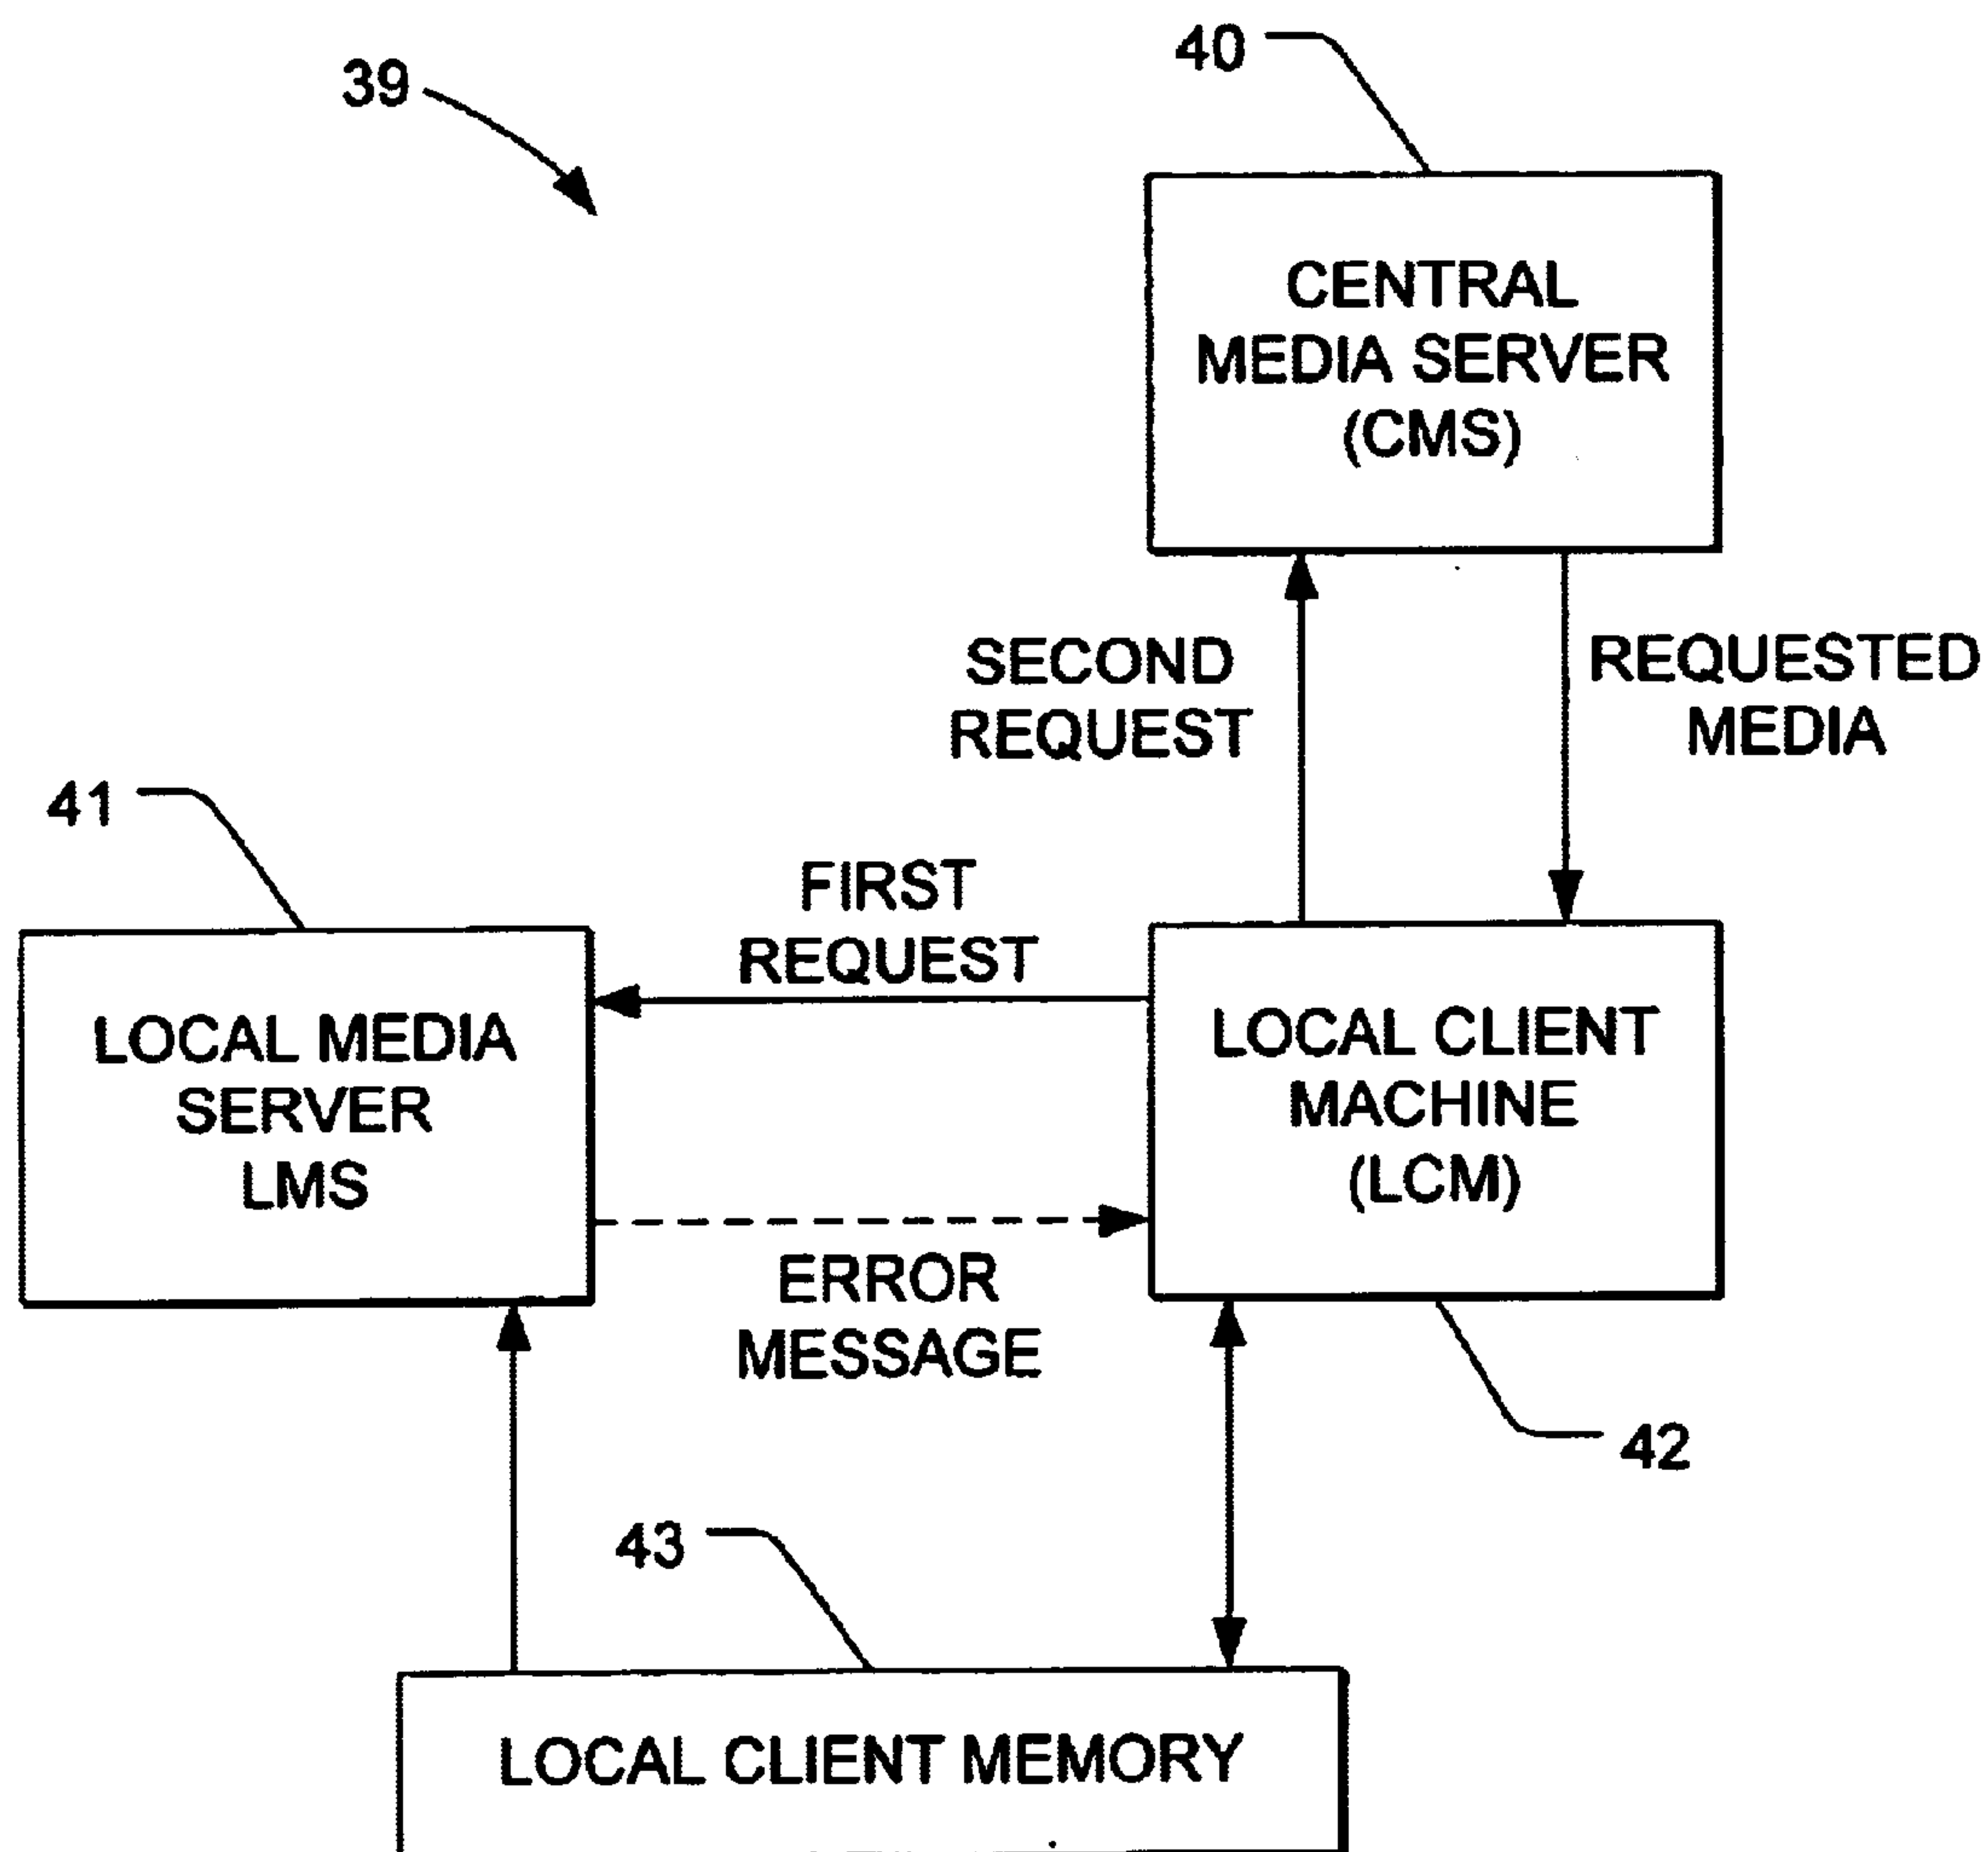 39
40
CENTRAL
MEDIA SERVER
(CMS)
SECOND
REQUEST
REQUESTED
MEDIA
41
FIRST
REQUEST
LOCAL MEDIA
SERVER
LMS
LOCAL CLIENT
MACHINE
(LCM)
ERROR
MESSAGE
42
43
LOCAL CLIENT MEMORY